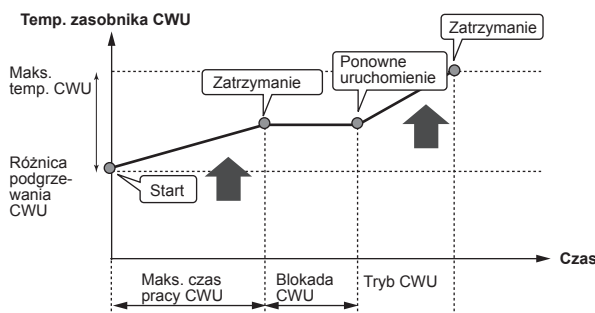 Temp. zasobnika CWU
Zatrzymanie
Ponowne
uruchomienie
Zatrzymanie
Maks.
temp. CWU
Różnica
podgrze-
wania
CWU
Start
Czas
Maks. czas
pracy CWU
Blokada
CWU
Tryb CWU